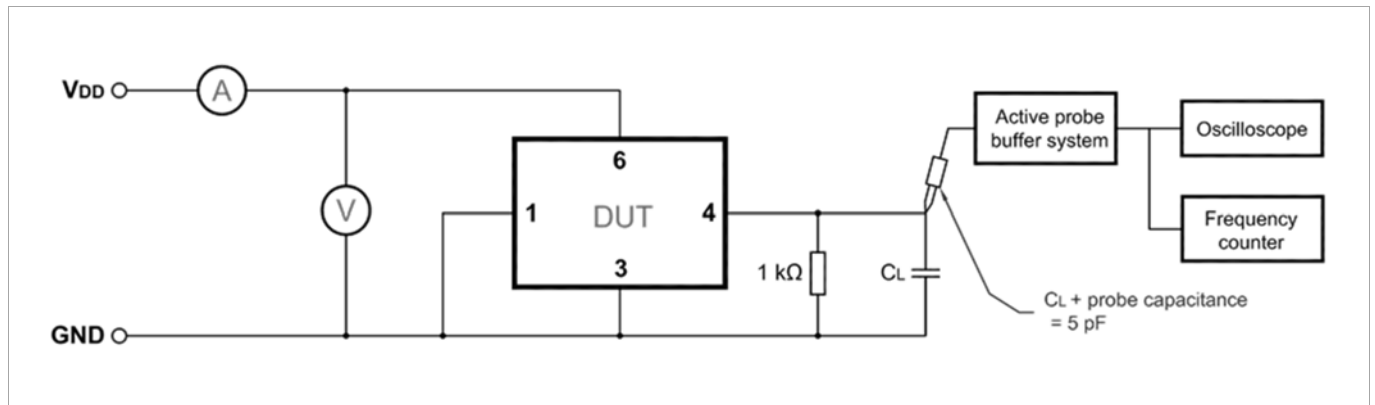 VDD
A
V
6
1
DUT
4
3
1 kΩ
CL
Active probe
buffer system
Oscilloscope
Frequency
counter
CL + probe capacitance
= 5 pF
GND